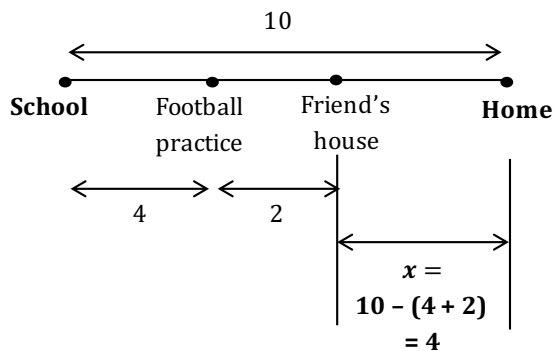 10
School
Football
practice
Friend's
house
Home
4
2
x =
10 – (4 + 2)
= 4